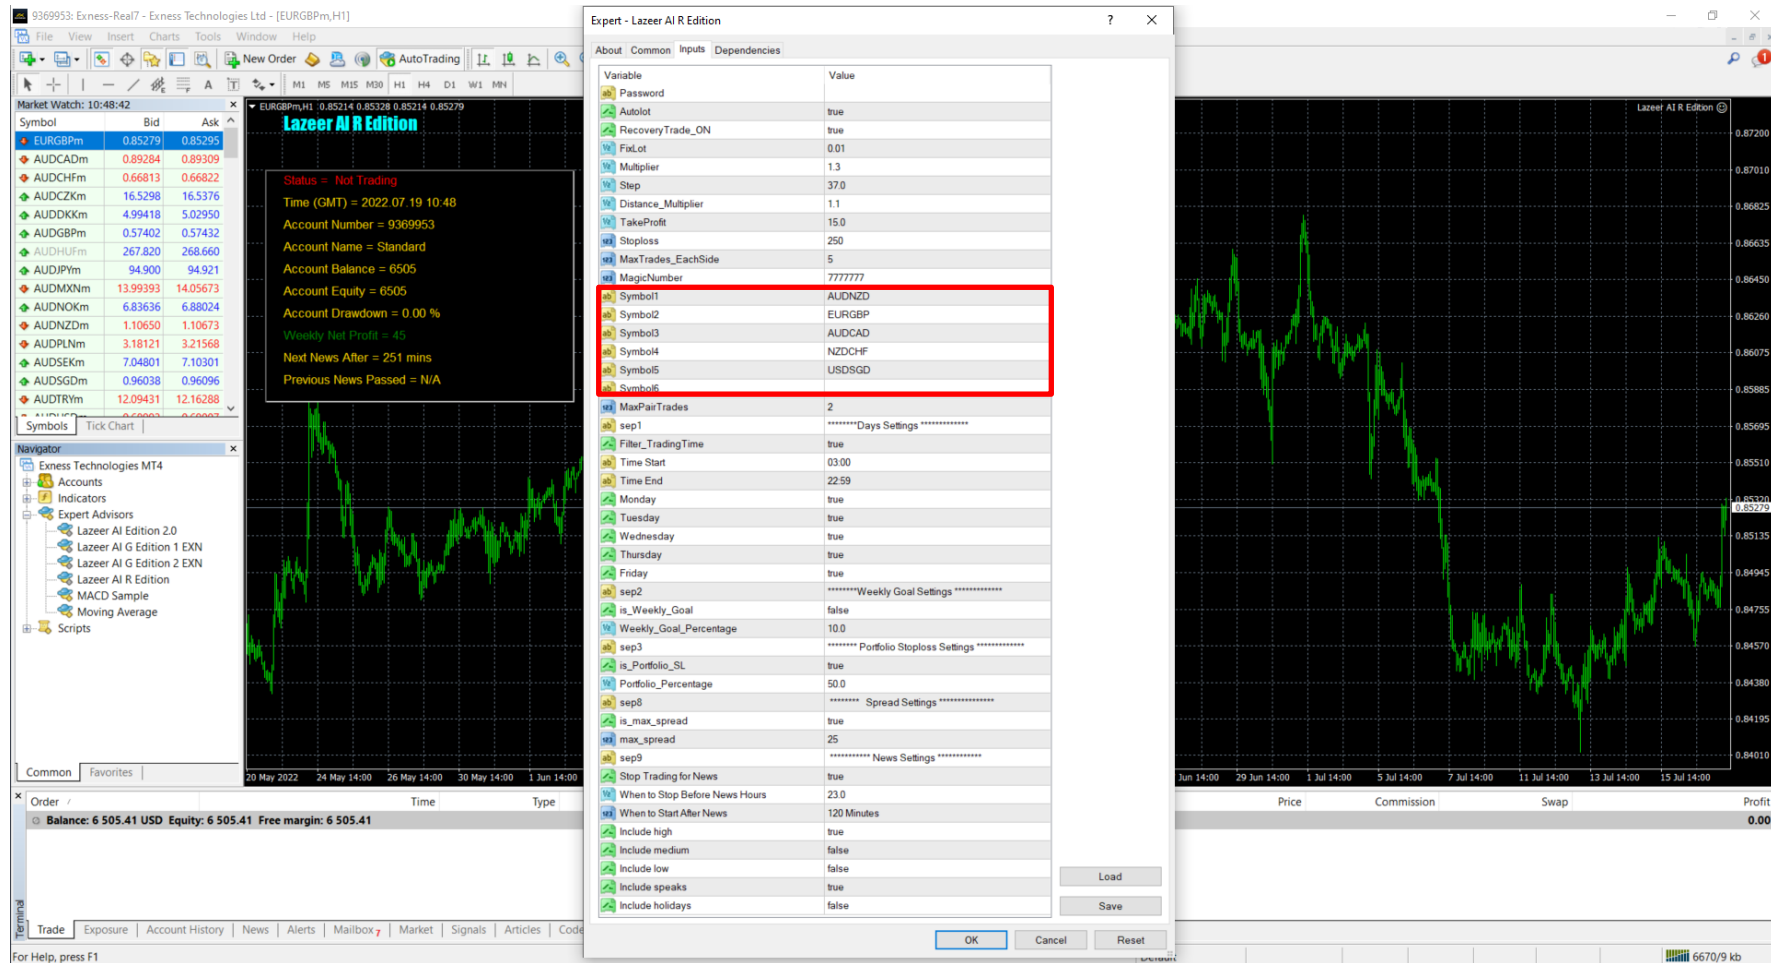 9369953: Exness-Real7 - Exness Technologies Ltd - [EURGBPm,H1]
File View Insert Charts Tools Window Help
New Order AutoTrading
M1 M5 M15 M30 H1 H4 D1 W1 MN
Market Watch: 10:48:42
Symbol Bid Ask
EURGBPm 0.85279 0.85295
AUDCADm 0.89284 0.89309
AUDCHFm 0.66813 0.66822
AUDCZKm 16.5298 16.5376
AUDDKKm 4.99418 5.02950
AUDGBPm 0.57402 0.57432
AUDHUFm 267.820 268.660
AUDJPYm 94.900 94.921
AUDMXNm 13.99393 14.05673
AUDNOKm 6.83636 6.88024
AUDNZDm 1.10650 1.10673
AUDPLNm 3.18121 3.21568
AUDSEKm 7.04801 7.10301
AUDSGDm 0.96038 0.96096
AUDTRYm 12.09431 12.16288
Symbols Tick Chart
Navigator
Exness Technologies MT4
Accounts
Indicators
Expert Advisors
Lazeer AI Edition 2.0
Lazeer AI G Edition 1 EXN
Lazeer AI G Edition 2 EXN
Lazeer AI R Edition
MACD Sample
Moving Average
Scripts
Common Favorites
EURGBPm,H1 0.85214 0.85328 0.85214 0.85279
Lazeer AI R Edition
Status = Not Trading
Time (GMT) = 2022.07.19 10:48
Account Number = 9369953
Account Name = Standard
Account Balance = 6505
Account Equity = 6505
Account Drawdown = 0.00 %
Weekly Net Profit = 45
Next News After = 251 mins
Previous News Passed = N/A
20 May 2022 24 May 14:00 26 May 14:00 30 May 14:00 1 Jun 14:00
Expert - Lazeer AI R Edition
?
About Common Inputs Dependencies
Variable Value
Password
Autolot true
RecoveryTrade_ON true
FixLot 0.01
Multiplier 1.3
Step 37.0
Distance_Multiplier 1.1
TakeProfit 15.0
Stoploss 250
MaxTrades_EachSide 5
MagicNumber 7777777
Symbol1 AUDNZD
Symbol2 EURGBP
Symbol3 AUDCAD
Symbol4 NZDCHF
Symbol5 USDSGD
Symbol6
MaxPairTrades 2
sep1 ********Days Settings *************
Filter_TradingTime true
Time Start 03:00
Time End 22:59
Monday true
Tuesday true
Wednesday true
Thursday true
Friday true
sep2 ********Weekly Goal Settings *************
is_Weekly_Goal false
Weekly_Goal_Percentage 10.0
sep3 ******** Portfolio Stoploss Settings *************
is_Portfolio_SL true
Portfolio_Percentage 50.0
sep8 ******** Spread Settings ***************
is_max_spread true
max_spread 25
sep9 *********** News Settings ************
Stop Trading for News true
When to Stop Before News Hours 23.0
When to Start After News 120 Minutes
Include high true
Include medium false
Include low false
Include speaks true
Include holidays false
Load
Save
OK Cancel Reset
1
Lazeer AI R Edition
0.87200
0.87010
0.86825
0.86635
0.86450
0.86260
0.86075
0.85885
0.85695
0.85510
0.85320
0.85279
0.85135
0.84945
0.84755
0.84570
0.84380
0.84195
0.84010
Jun 14:00 29 Jun 14:00 1 Jul 14:00 5 Jul 14:00 7 Jul 14:00 11 Jul 14:00 13 Jul 14:00 15 Jul 14:00
Order / Time Type Price Commission Swap Profit
Balance: 6 505.41 USD Equity: 6 505.41 Free margin: 6 505.41 0.00
Terminal
Trade Exposure Account History News Alerts Mailbox 7 Market Signals Articles Code
For Help, press F1 Default 6670/9 kb